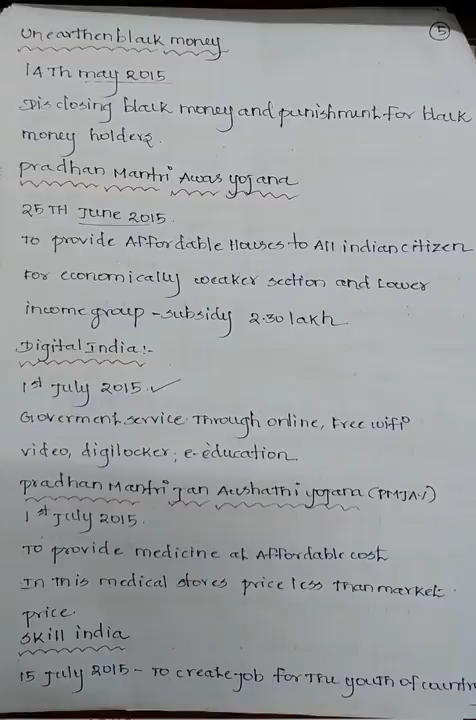 5
Unearthen black money
14 Th may 2015
Disclosing black money and punishment for black
money holders.
pradhan Mantri Awas yojana
25 TH June 2015.
To provide Affordable Houses to All indian citizen
For economically weaker section and Lower
income group - subsidy 2.30 lakh
Digital India:-
1st July 2015. ✓
Goverment service Through online, Free wifi
video, digilocker, e-education
pradhan Mantri Jan Aushathi yojana (PMJAY)
1st July 2015.
TO provide medicine at Affordable cost
In this medical stores price less than market
price.
Skill india
15 July 2015 - To create job for The youth of countr